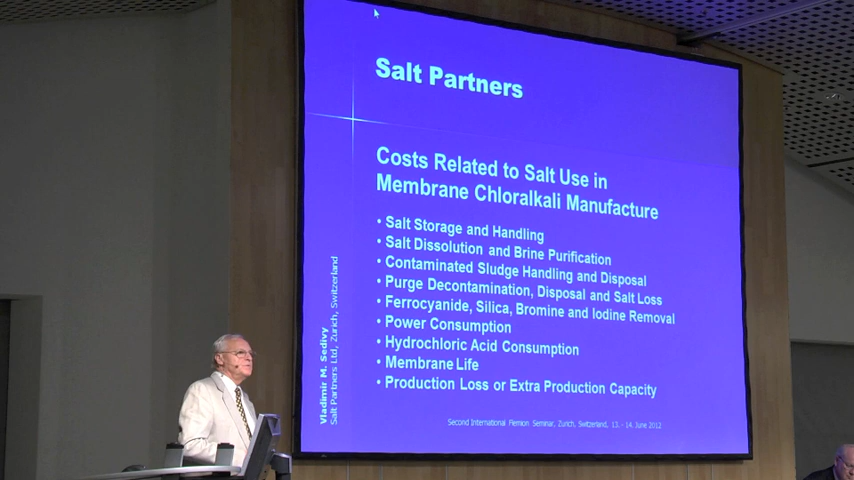 Salt Partners
Costs Related to Salt Use in
Membrane Chloralkali Manufacture
• Salt Storage and Handling
• Salt Dissolution and Brine Purification
• Contaminated Sludge Handling and Disposal
• Purge Decontamination, Disposal and Salt Loss
• Ferrocyanide, Silica, Bromine and Iodine Removal
• Power Consumption
• Hydrochloric Acid Consumption
• Membrane Life
• Production Loss or Extra Production Capacity
Vladimir M. Sedivy
Salt Partners Ltd, Zurich, Switzerland
Second International Flemion Seminar, Zurich, Switzerland, 13. - 14. June 2012